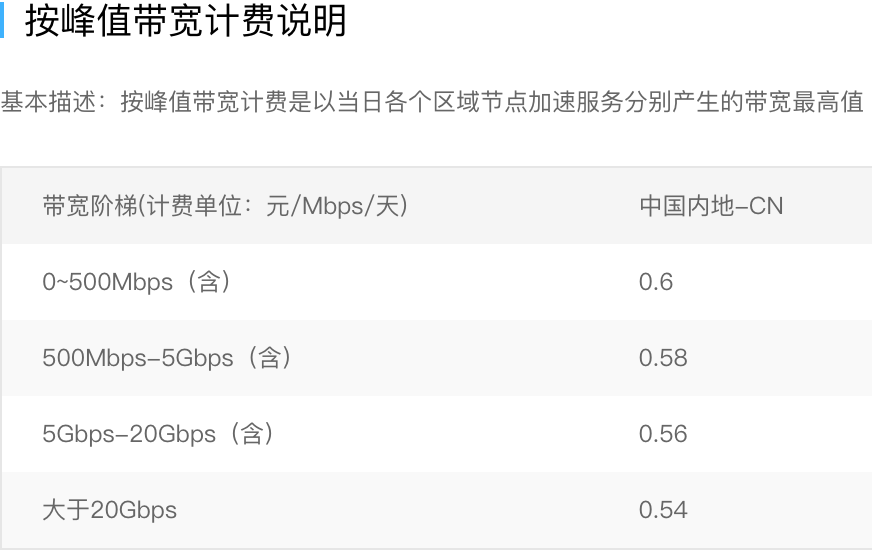 按峰值带宽计费说明
基本描述：按峰值带宽计费是以当日各个区域节点加速服务分别产生的带宽最高值
带宽阶梯(计费单位：元/Mbps/天) 中国内地-CN
0~500Mbps（含） 0.6
500Mbps-5Gbps（含） 0.58
5Gbps-20Gbps（含） 0.56
大于20Gbps 0.54